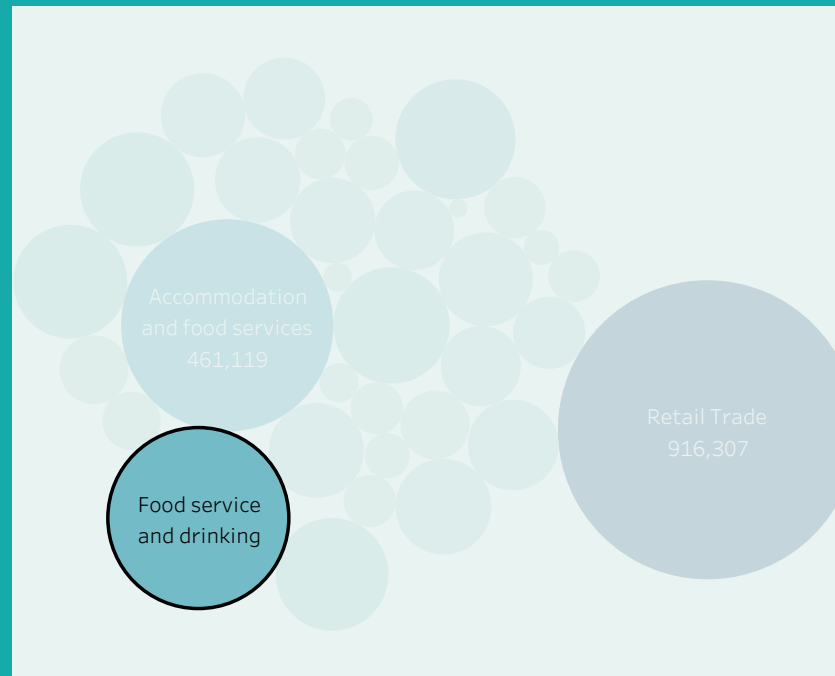 Accommodation
and food services
461,119
Retail Trade
916,307
Food service
and drinking